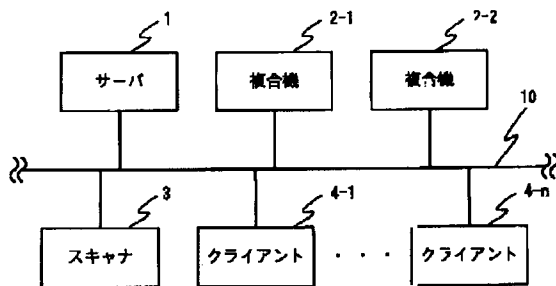 1 2-1 2-2
サーバ 複合機 複合機
10
3 4-1 4-n
スキャナ クライアント ・・・ クライアント